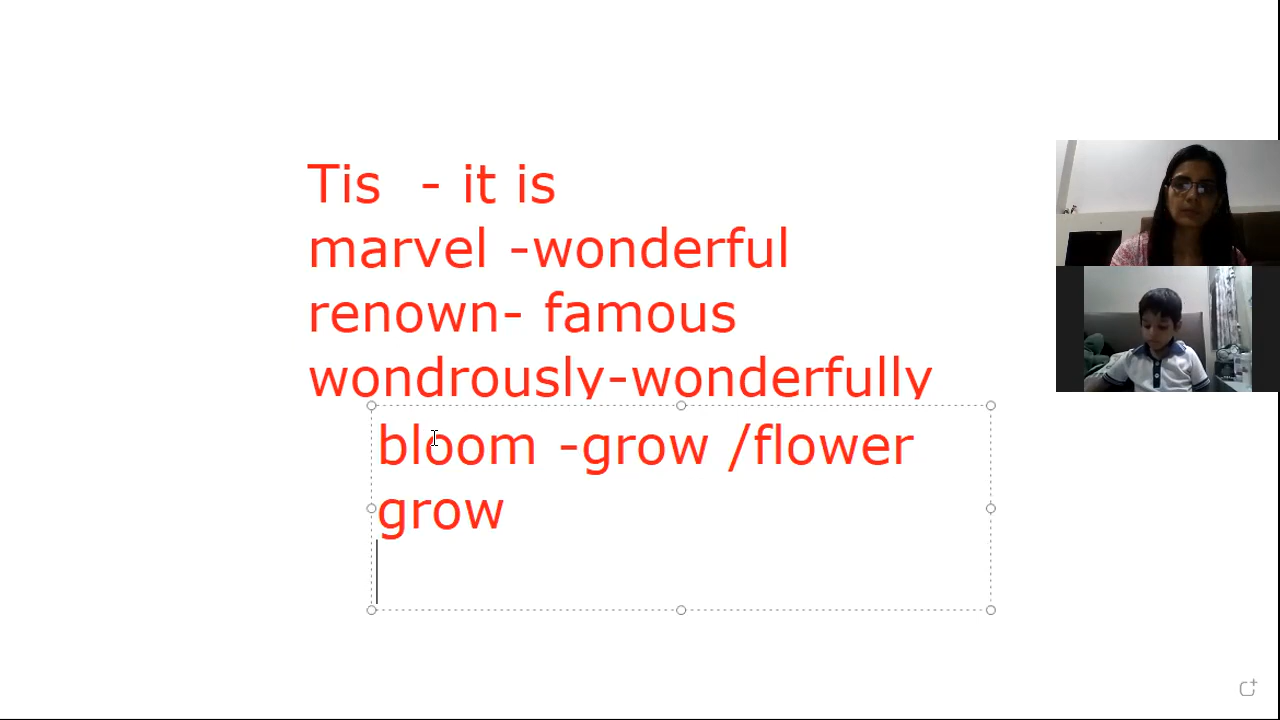 Tis - it is
marvel -wonderful
renown- famous
wondrously-wonderfully
bloom -grow /flower
grow